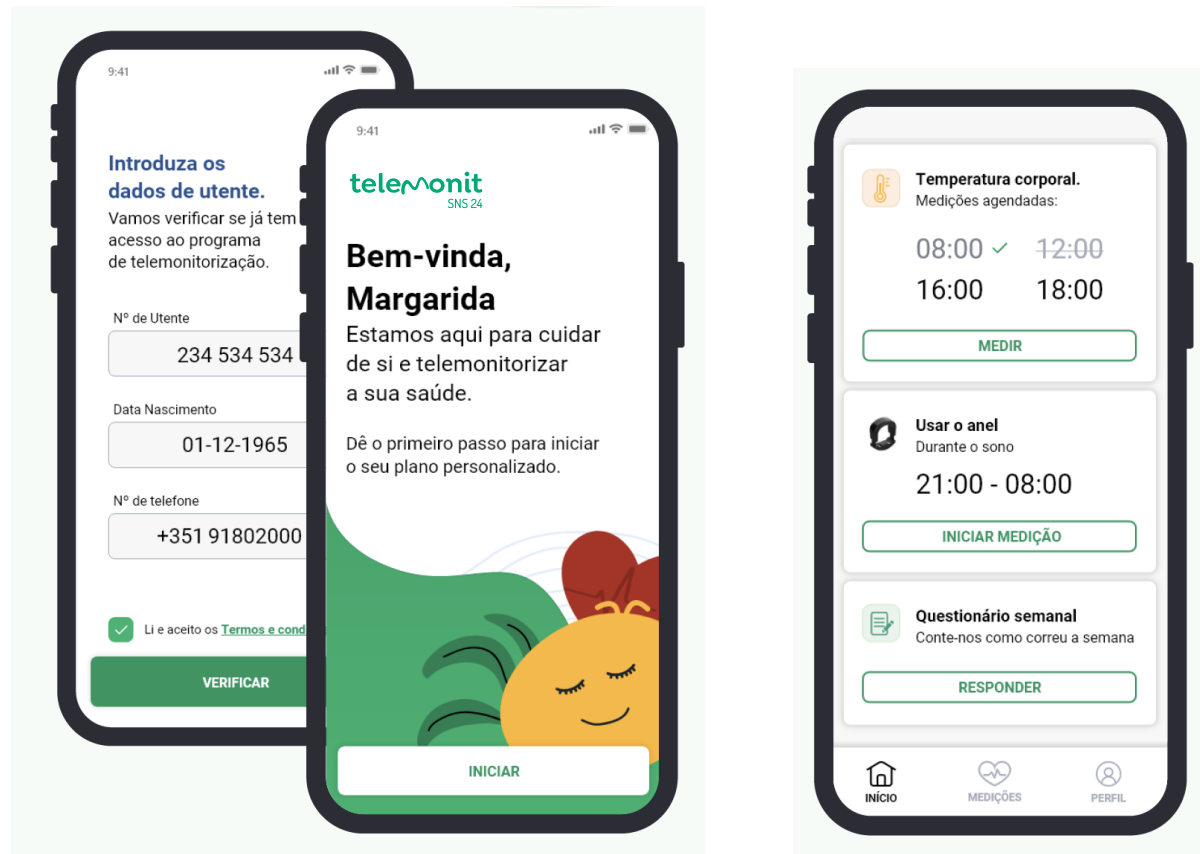 9:41
Introduza os
dados de utente.
Vamos verificar se já tem
acesso ao programa
de telemonitorização.
Nº de Utente
234 534 534
Data Nascimento
01-12-1965
Nº de telefone
+351 91802000
Li e aceito os Termos e cond
VERIFICAR
9:41
telemonit
SNS 24
Bem-vinda,
Margarida
Estamos aqui para cuidar
de si e telemonitorizar
a sua saúde.
Dê o primeiro passo para iniciar
o seu plano personalizado.
INICIAR
Temperatura corporal.
Medições agendadas:
08:00 12:00
16:00 18:00
MEDIR
Usar o anel
Durante o sono
21:00 - 08:00
INICIAR MEDIÇÃO
Questionário semanal
Conte-nos como correu a semana
RESPONDER
INÍCIO MEDIÇÕES PERFIL